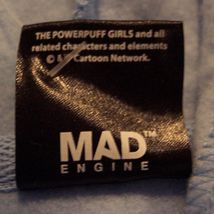 THE POWERPUFF GIRLS and all
related characters and elements
© & Cartoon Network.
MAD™
ENGINE